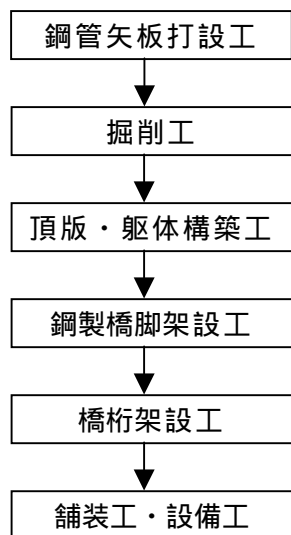 鋼管矢板打設工
掘削工
頂版・躯体構築工
鋼製橋脚架設工
橋桁架設工
舗装工・設備工